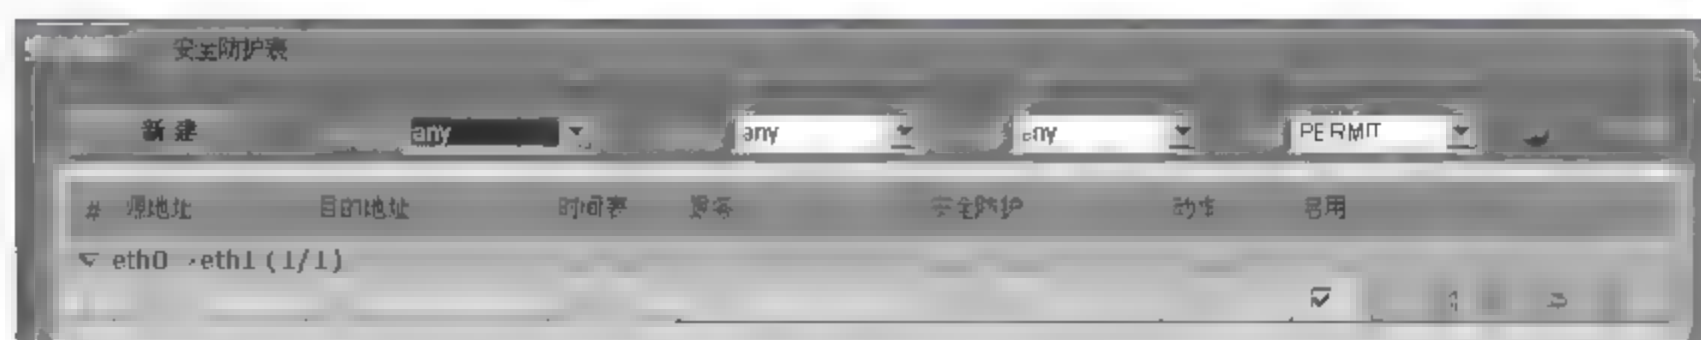 安全防护表
新建 any any any PERMIT
# 源地址 目的地址 时间表 服务 安全防护 动作 启用
eth0 eth1 (1/1)